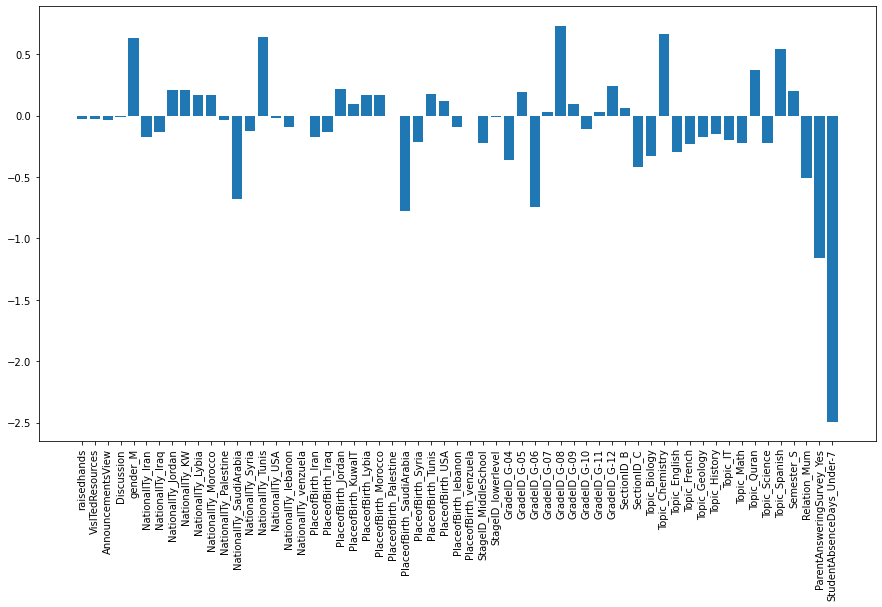 0.5
0.0
−0.5
−1.0
−1.5
−2.0
−2.5
raisedhands
VisITedResources
AnnouncementsView
Discussion
gender_M
NationalITy_Iran
NationalITy_Iraq
NationalITy_Jordan
NationalITy_KW
NationalITy_Lybia
NationalITy_Morocco
NationalITy_Palestine
NationalITy_SaudiArabia
NationalITy_Syria
NationalITy_Tunis
NationalITy_USA
NationalITy_lebanon
NationalITy_venzuela
PlaceofBirth_Iran
PlaceofBirth_Iraq
PlaceofBirth_Jordan
PlaceofBirth_KuwaIT
PlaceofBirth_Lybia
PlaceofBirth_Morocco
PlaceofBirth_Palestine
PlaceofBirth_SaudiArabia
PlaceofBirth_Syria
PlaceofBirth_Tunis
PlaceofBirth_USA
PlaceofBirth_lebanon
PlaceofBirth_venzuela
StageID_MiddleSchool
StageID_lowerlevel
GradeID_G-04
GradeID_G-05
GradeID_G-06
GradeID_G-07
GradeID_G-08
GradeID_G-09
GradeID_G-10
GradeID_G-11
GradeID_G-12
SectionID_B
SectionID_C
Topic_Biology
Topic_Chemistry
Topic_English
Topic_French
Topic_Geology
Topic_History
Topic_IT
Topic_Math
Topic_Quran
Topic_Science
Topic_Spanish
Semester_S
Relation_Mum
ParentAnsweringSurvey_Yes
StudentAbsenceDays_Under-7